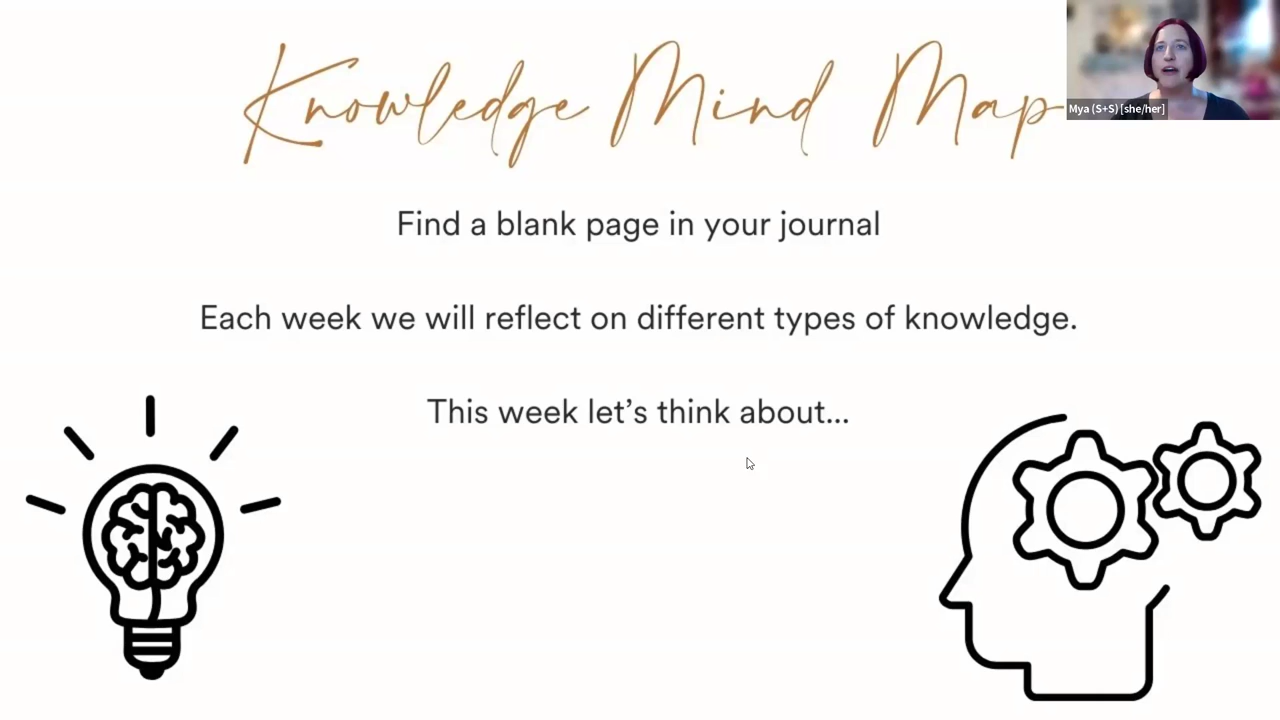 Knowledge Mind Map
Mya (S+S) [she/her]
Find a blank page in your journal
Each week we will reflect on different types of knowledge.
This week let’s think about...